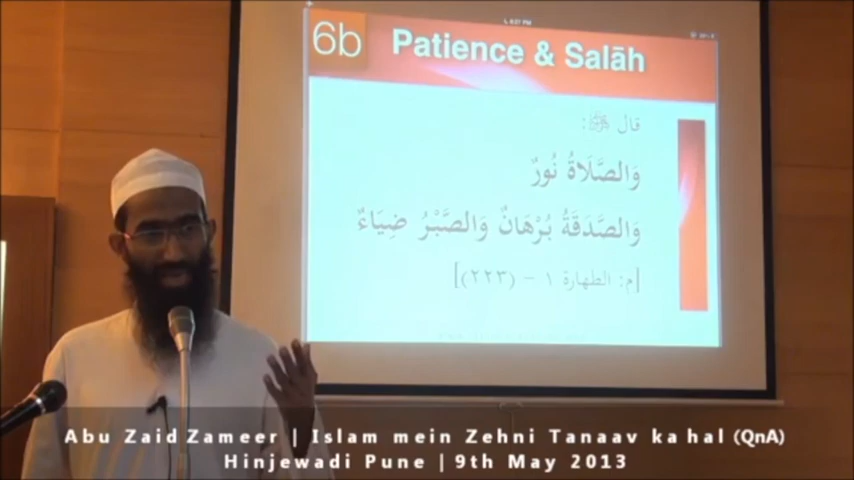 6b
Patience & Salāh
قال ﷺ:
وَالصَّلَاةُ نُورٌ
وَالصَّدَقَةُ بُرْهَانٌ وَالصَّبْرُ ضِيَاءٌ
[م: الطهارة ١ - (٢٢٣)]
Abu Zaid Zameer | Islam mein Zehni Tanaav ka hal (QnA)
Hinjewadi Pune | 9th May 2013